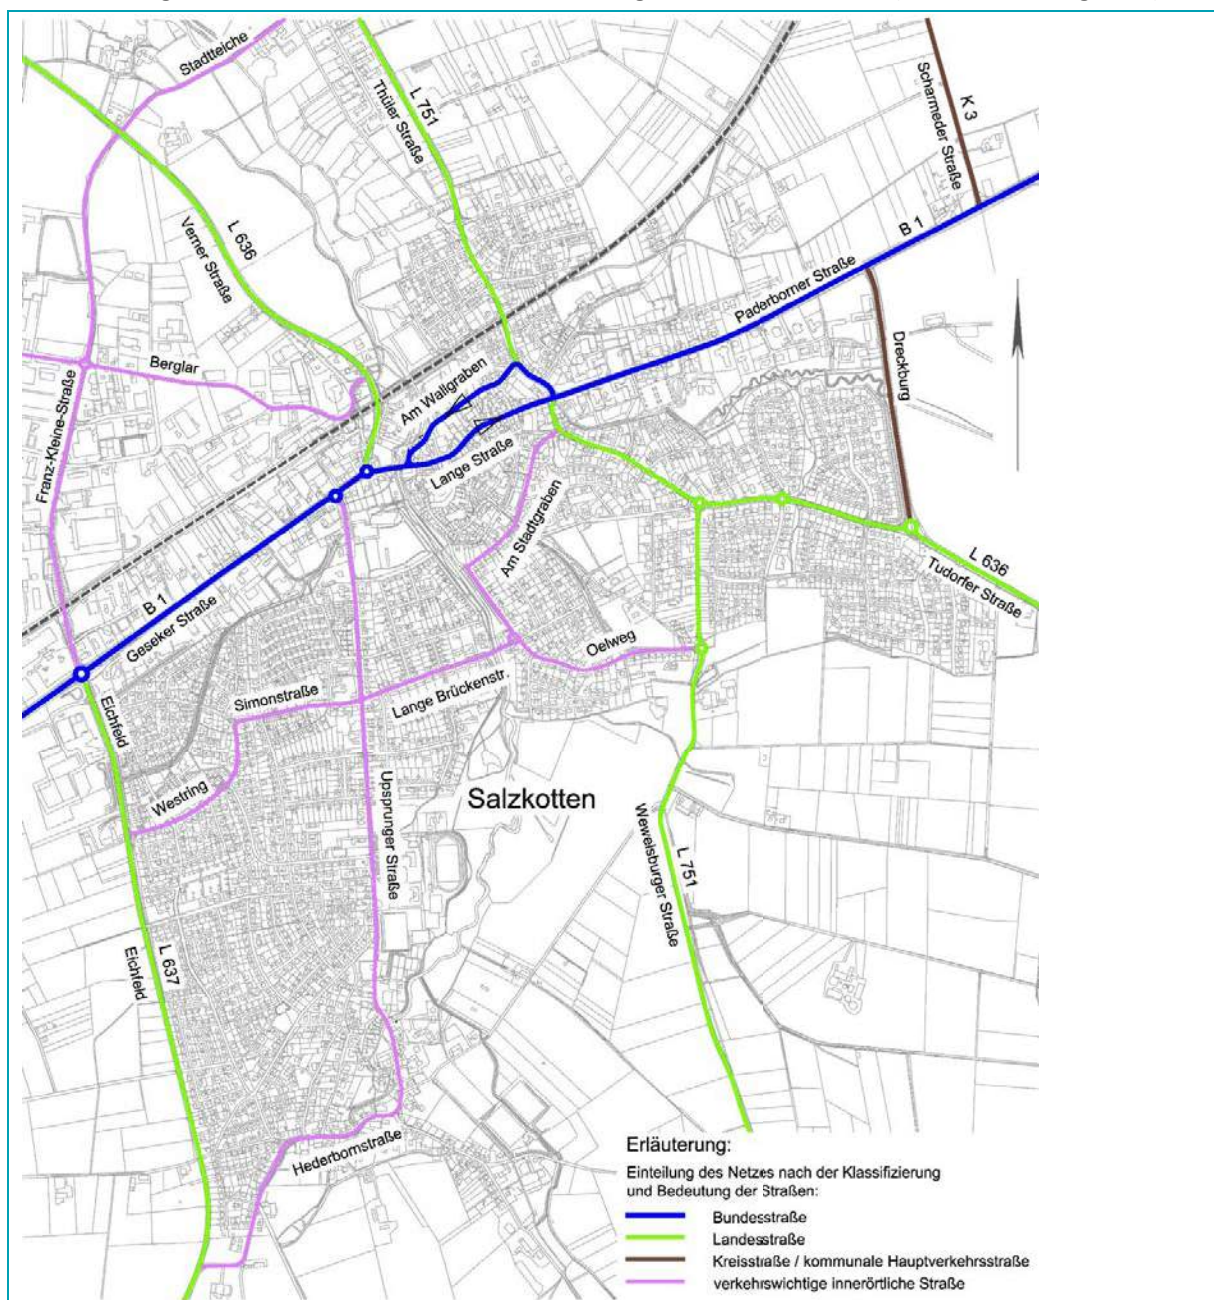 Stadtteiche
L 751
Thüler Straße
K 3
Scharmeder Straße
L 636
Verner Straße
B 1
Paderborner Straße
Berglar
Am Wallgraben
Dreckburg
Franz-Kleine-Straße
Lange Straße
Am Stadtgraben
B 1
Geseker Straße
L 636
Tudorfer Straße
Oelweg
Simonstraße
Lange Brückenstr.
Eichfeld
Westring
Upsprunger Straße
Salzkotten
Wewelsburger Straße
L 751
L 637
Eichfeld
Hederbornstraße
Erläuterung:
Einteilung des Netzes nach der Klassifizierung
und Bedeutung der Straßen:
Bundesstraße
Landesstraße
Kreisstraße / kommunale Hauptverkehrsstraße
verkehrswichtige innerörtliche Straße